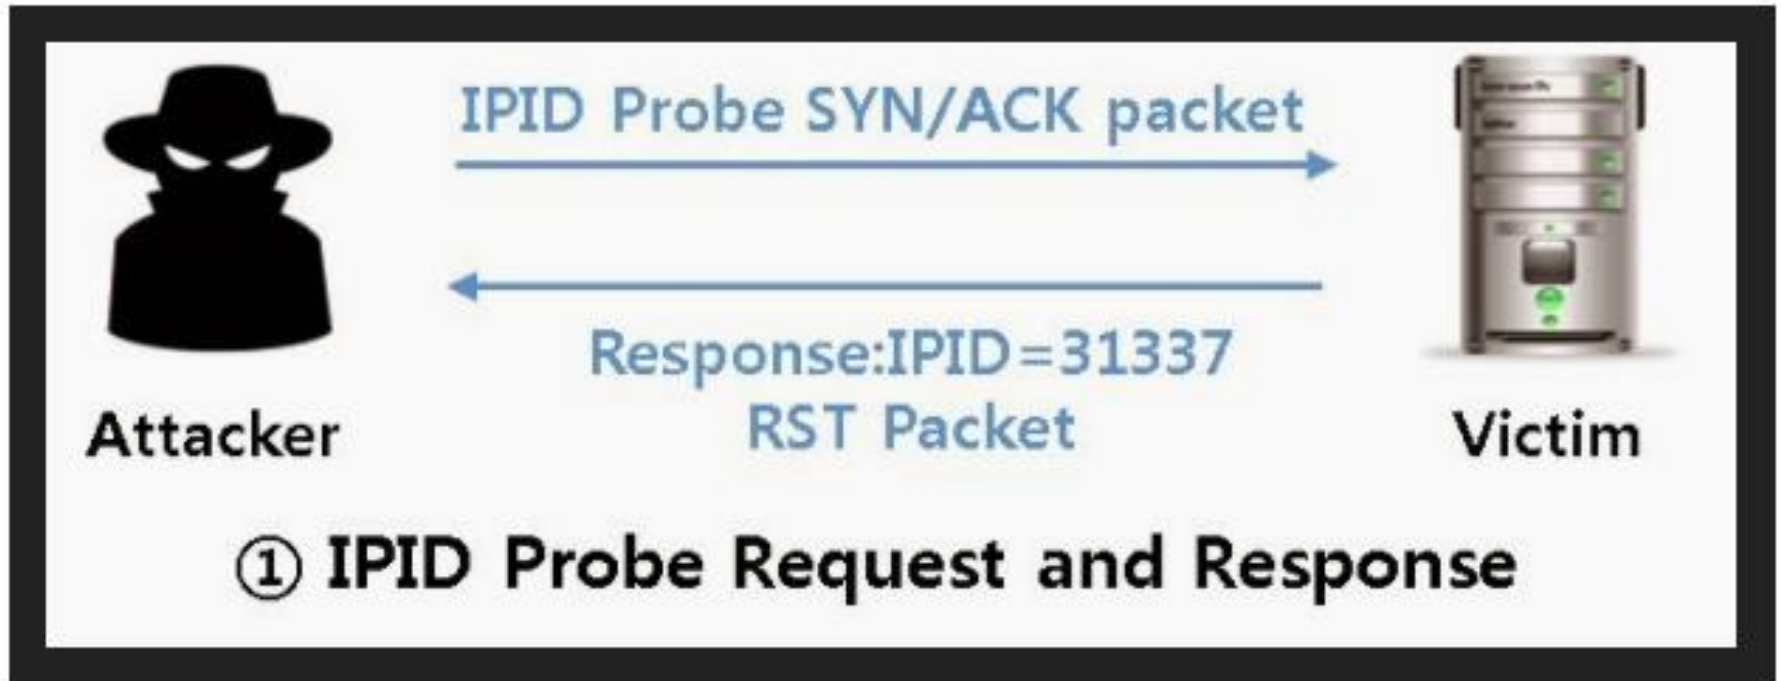 IPID Probe SYN/ACK packet
Response:IPID=31337
RST Packet
Attacker
Victim
① IPID Probe Request and Response